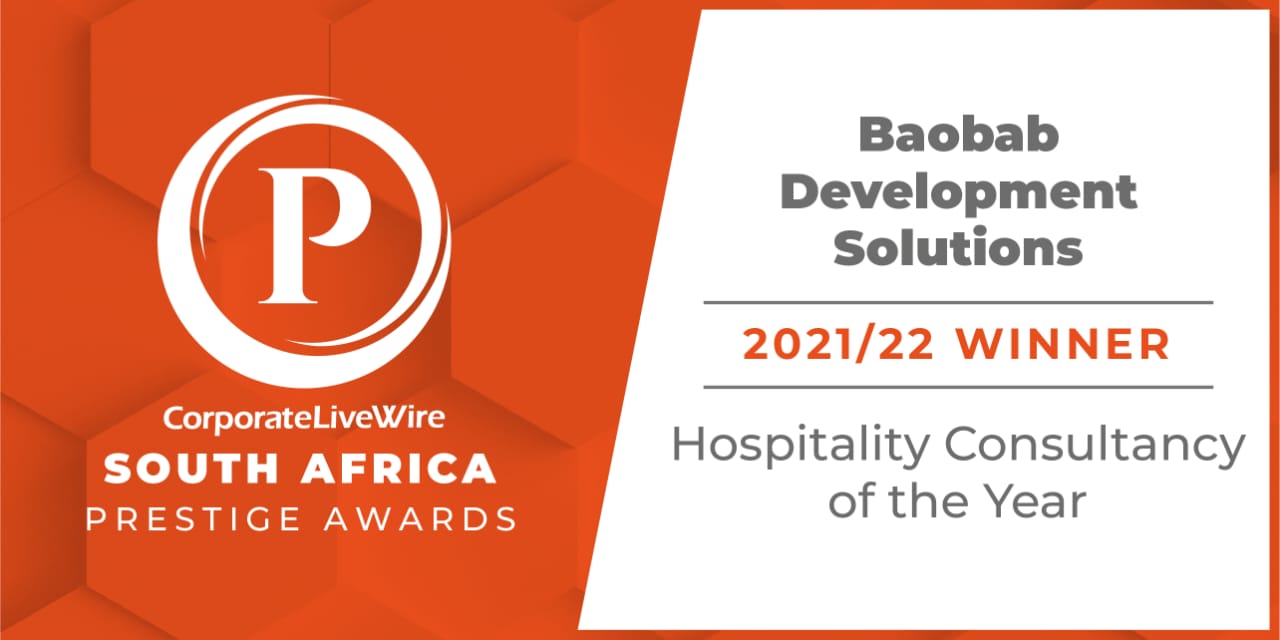 P
CorporateLiveWire
SOUTH AFRICA
PRESTIGE AWARDS
Baobab
Development
Solutions
2021/22 WINNER
Hospitality Consultancy
of the Year